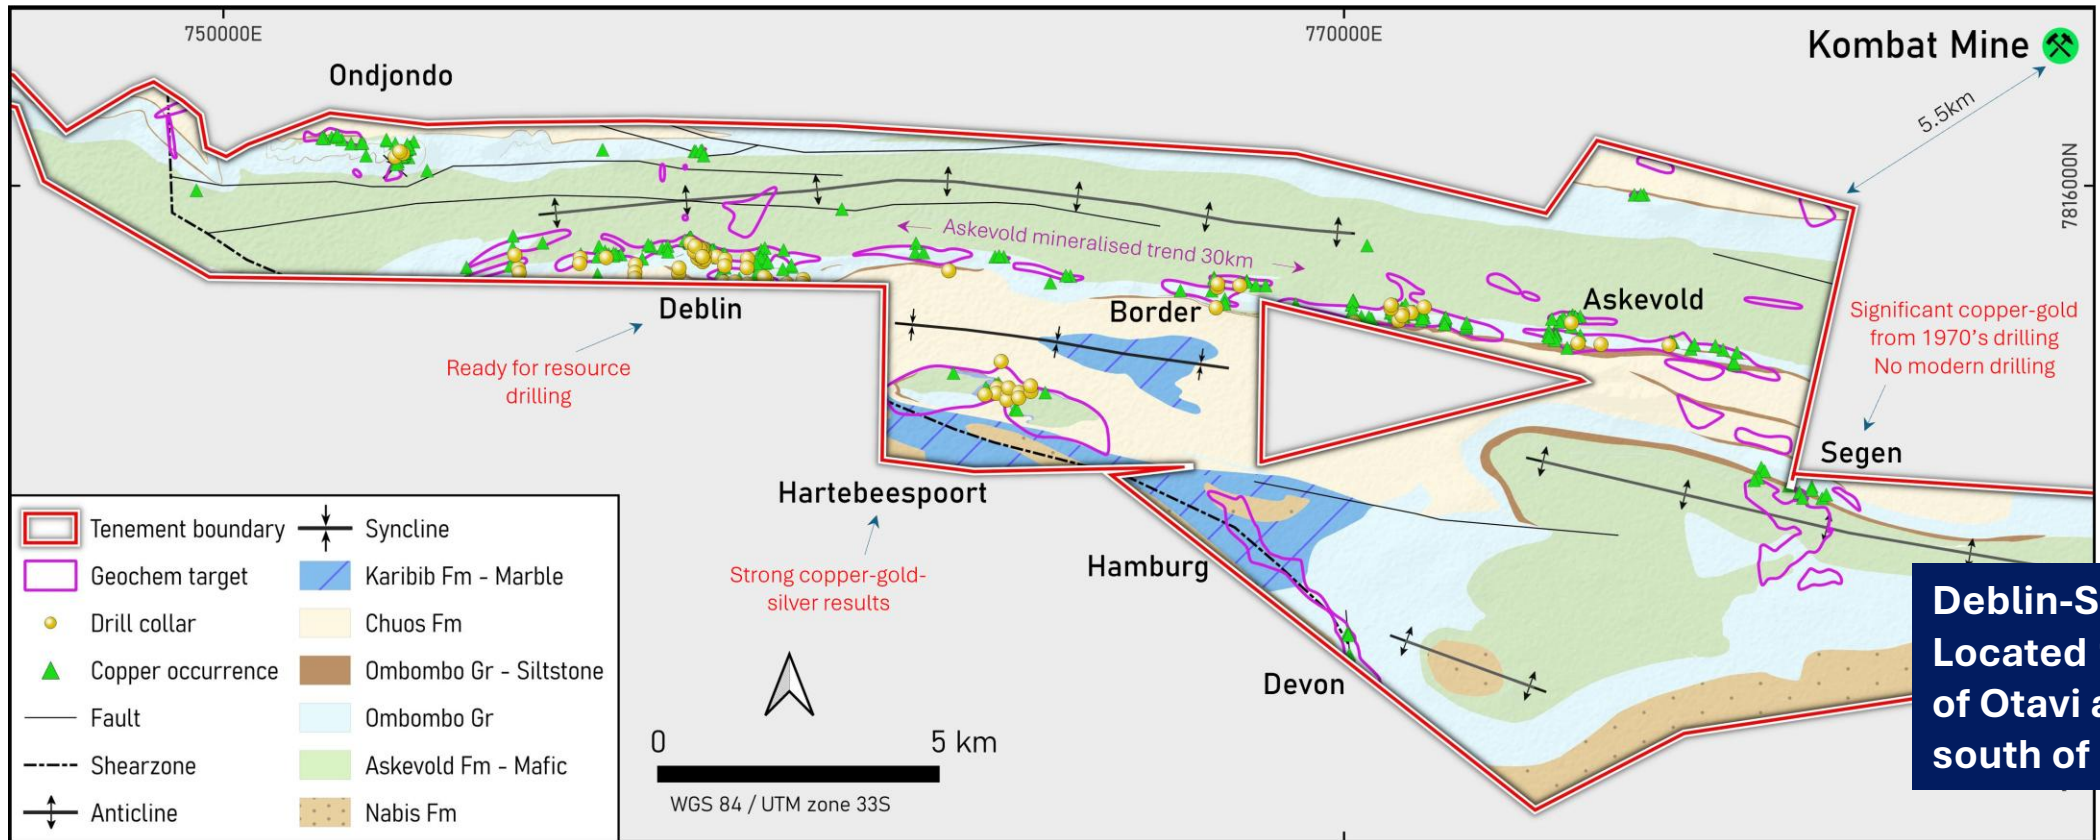 750000E
770000E
Kombat Mine
Ondjondo
5.5km
7816000N
Askevold mineralised trend 30km
Deblin
Border
Askevold
Significant copper-gold
from 1970's drilling
No modern drilling
Ready for resource
drilling
Segen
Hartebeespoort
Strong copper-gold-
silver results
Hamburg
Devon
Tenement boundary
Geochem target
Drill collar
Copper occurrence
Fault
Shearzone
Anticline
Syncline
Karibib Fm - Marble
Chuos Fm
Ombombo Gr - Siltstone
Ombombo Gr
Askevold Fm - Mafic
Nabis Fm
0 5 km
WGS 84 / UTM zone 33S
Deblin-S
Located
of Otavi a
south of